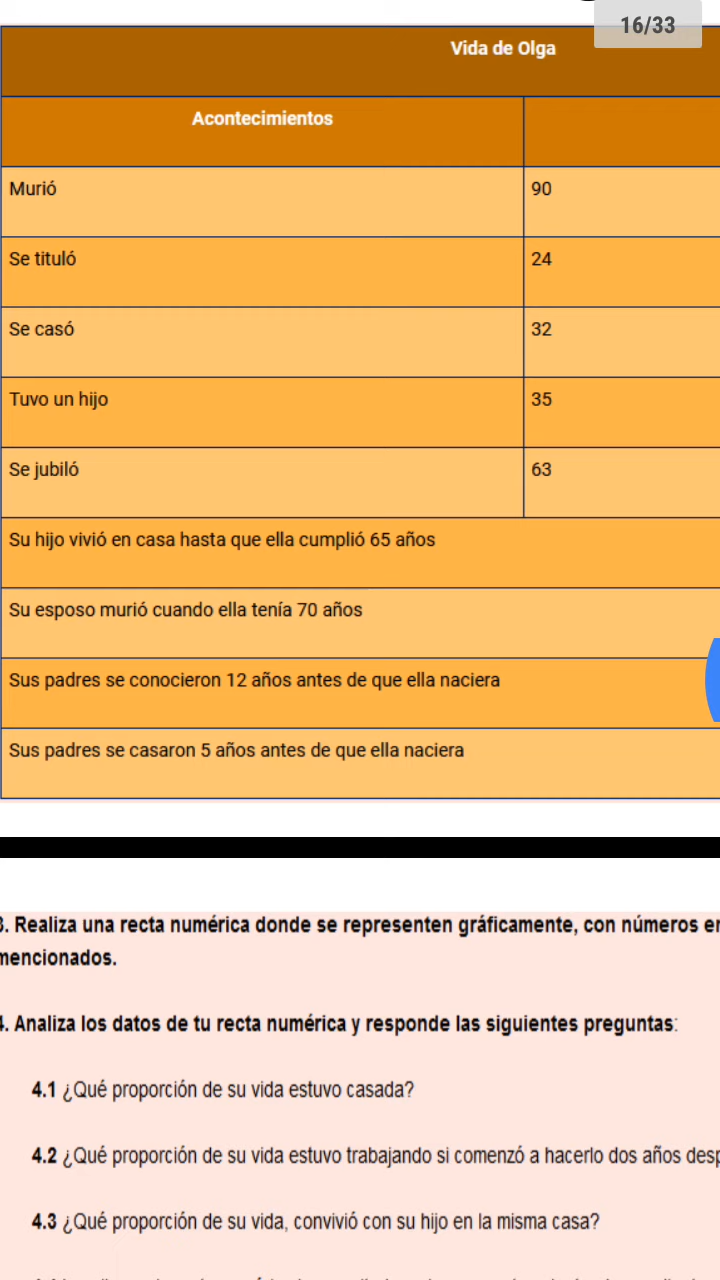 16/33
Vida de Olga
Acontecimientos
Murió 90
Se tituló 24
Se casó 32
Tuvo un hijo 35
Se jubiló 63
Su hijo vivió en casa hasta que ella cumplió 65 años
Su esposo murió cuando ella tenía 70 años
Sus padres se conocieron 12 años antes de que ella naciera
Sus padres se casaron 5 años antes de que ella naciera
3. Realiza una recta numérica donde se representen gráficamente, con números
mencionados.
4. Analiza los datos de tu recta numérica y responde las siguientes preguntas:
4.1 ¿Qué proporción de su vida estuvo casada?
4.2 ¿Qué proporción de su vida estuvo trabajando si comenzó a hacerlo dos años
4.3 ¿Qué proporción de su vida, convivió con su hijo en la misma casa?